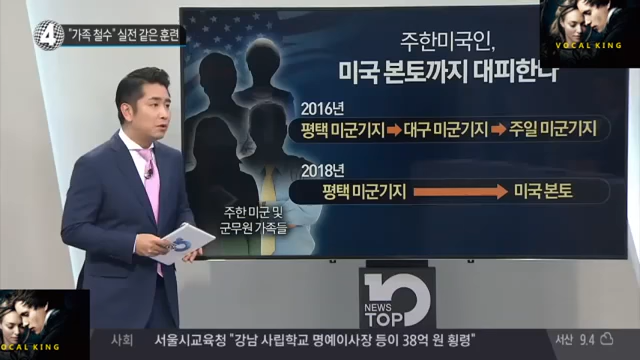 4
"가족 철수" 실전 같은 훈련
VOCAL KING
주한미국인,
미국 본토까지 대피한다
2016년
평택 미군기지 대구 미군기지 주일 미군기지
2018년
평택 미군기지 미국 본토
주한 미군 및
군무원 가족들
10
NEWS
TOP
OCAL KING
사회 서울시교육청 "강남 사립학교 명예이사장 등이 38억 원 횡령" 서산 9.4